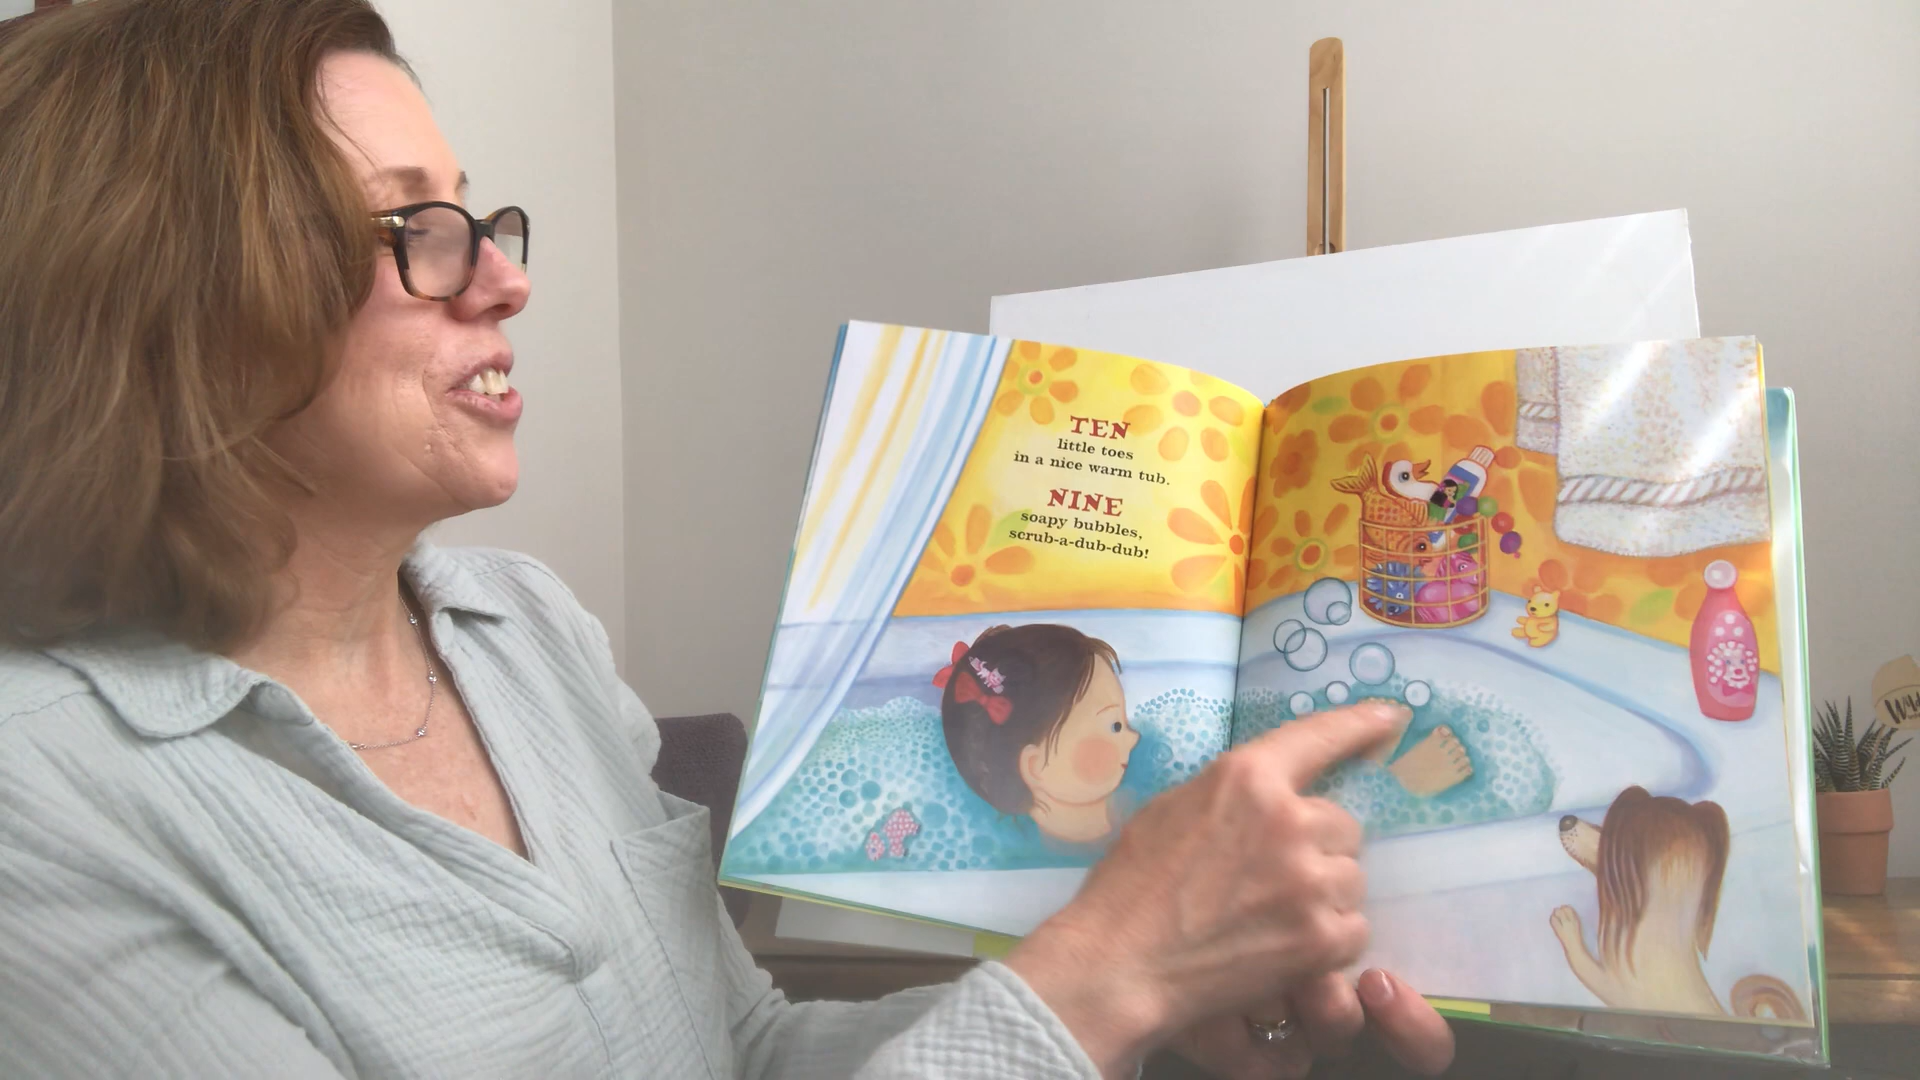 TEN
little toes
in a nice warm tub.
NINE
soapy bubbles,
scrub-a-dub-dub!